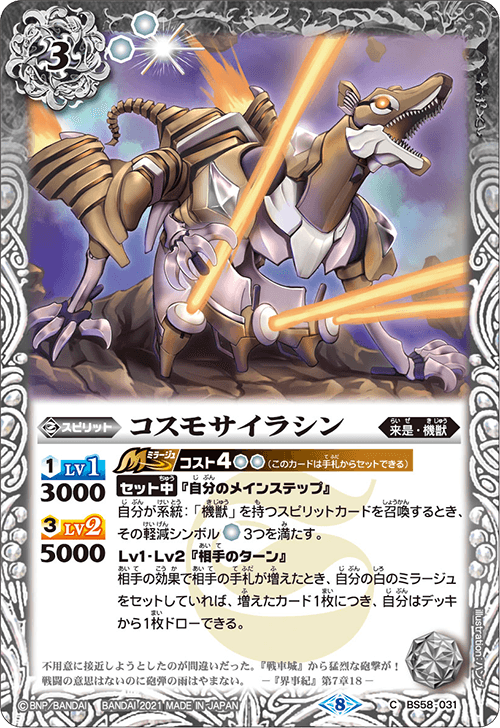 3
スピリット
コスモサイラシン
来是・機獣
らいぜ きじゅう
1 LV1
3000
3 LV2
5000
ミラージュ コスト4 (このカードは手札からセットできる)
セット中『自分のメインステップ』
自分が系統:「機獣」を持つスピリットカードを召喚するとき、
その軽減シンボル 3つを満たす。
Lv1・Lv2『相手のターン』
相手の効果で相手の手札が増えたとき、自分の白のミラージュ
をセットしていれば、増えたカード1枚につき、自分はデッキ
から1枚ドローできる。
不用意に接近しようとしたのが間違いだった。『戦車城』から猛烈な砲撃が!
戦闘の意思はないのに砲弾の雨はやまない。 ー『界事紀』第7章18ー
©BNP/BANDAI BANDAI 2021 MADE IN JAPAN
8
C BS58-031